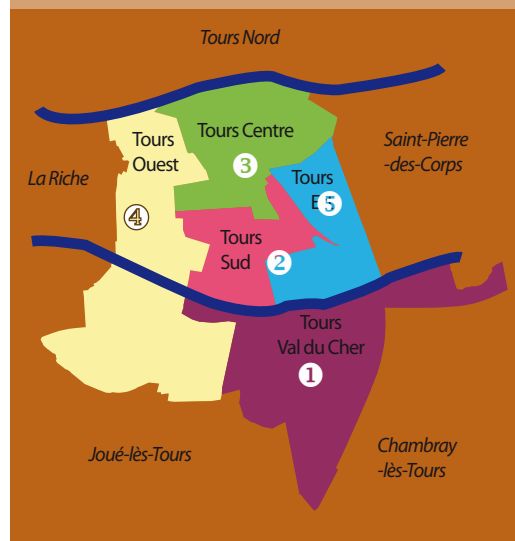 Tours Nord
Tours Centre
3
Tours
Ouest
Saint-Pierre
-des-Corps
La Riche
Tours
5
4
Tours
Sud
2
Tours
Val du Cher
1
Joué-lès-Tours
Chambray
-lès-Tours